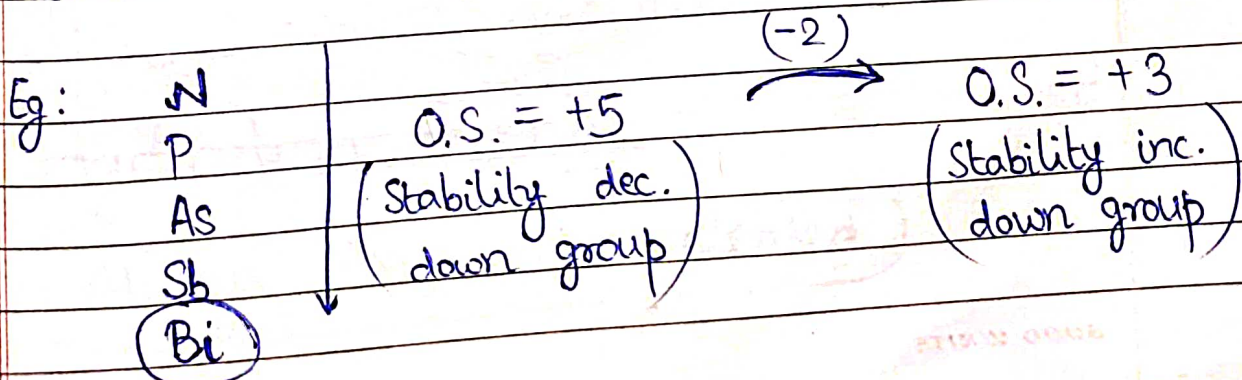 Eg: N
P
As
Sb
Bi
O.S. = +5
(Stability dec.
down group)
(-2)
O.S. = +3
(Stability inc.
down group)